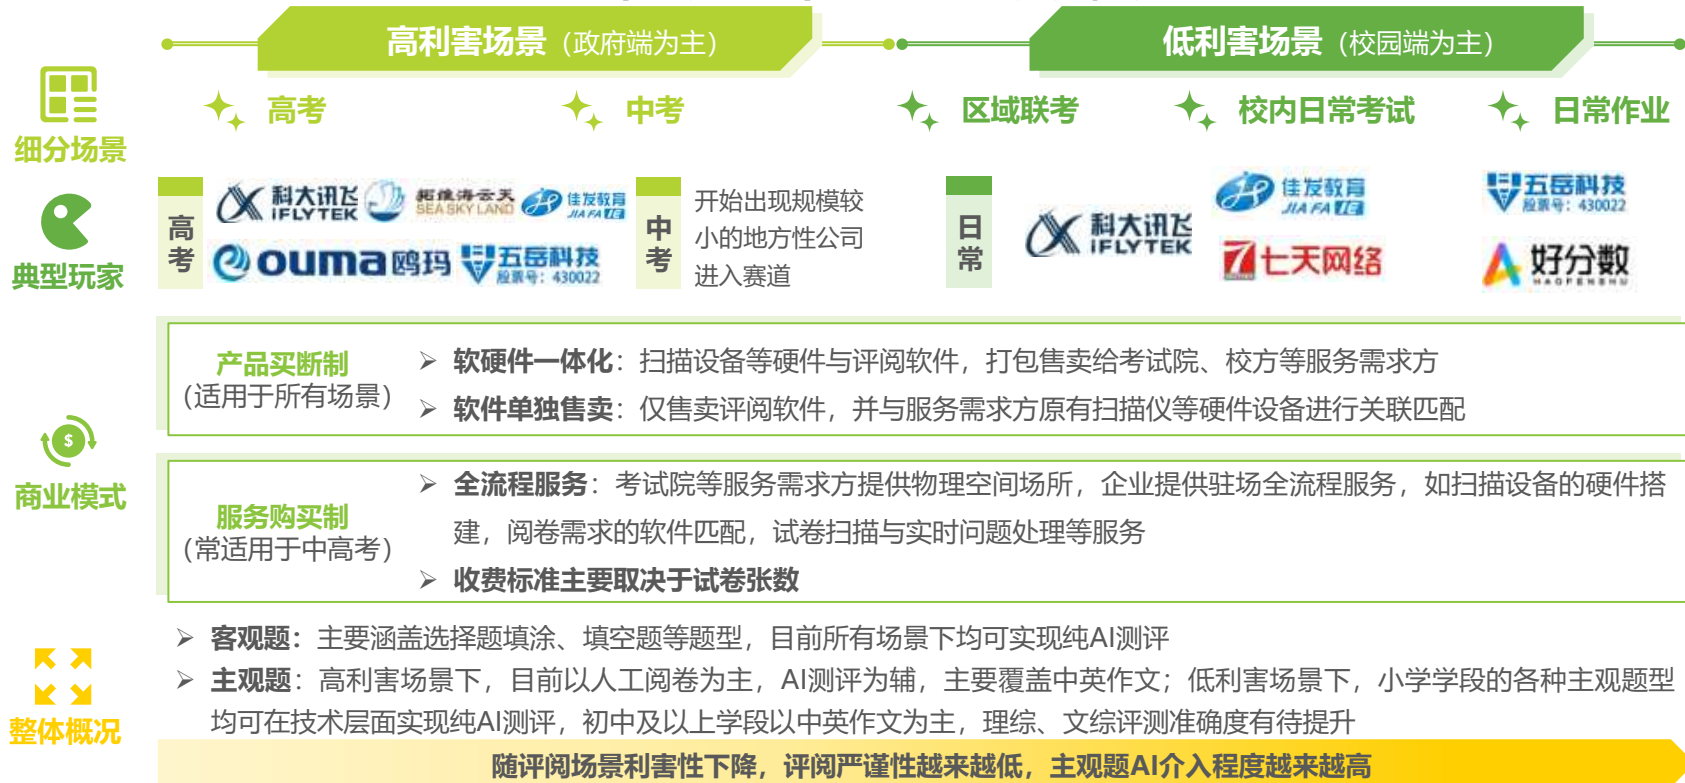 高利害场景（政府端为主）
低利害场景（校园端为主）
细分场景
高考
中考
区域联考
校内日常考试
日常作业
典型玩家
高考
科大讯飞
IFLYTEK
拓维海云天
SEASKYLAND
佳发教育
JIAFAJE
ouma鸥玛
五岳科技
股票号：430022
中考
开始出现规模较
小的地方性公司
进入赛道
日常
科大讯飞
iFLYTEK
佳发教育
JIAFAJE
七天网络
五岳科技
股票号：430022
好分数
HAOFENSHU
商业模式
产品买断制
（适用于所有场景）
➢ 软硬件一体化：扫描设备等硬件与评阅软件，打包售卖给考试院、校方等服务需求方
➢ 软件单独售卖：仅售卖评阅软件，并与服务需求方原有扫描仪等硬件设备进行关联匹配
服务购买制
（常适用于中高考）
➢ 全流程服务：考试院等服务需求方提供物理空间场所，企业提供驻场全流程服务，如扫描设备的硬件搭
建，阅卷需求的软件匹配，试卷扫描与实时问题处理等服务
➢ 收费标准主要取决于试卷张数
整体概况
➢ 客观题：主要涵盖选择题填涂、填空题等题型，目前所有场景下均可实现纯AI测评
➢ 主观题：高利害场景下，目前以人工阅卷为主，AI测评为辅，主要覆盖中英作文；低利害场景下，小学学段的各种主观题型
均可在技术层面实现纯AI测评，初中及以上学段以中英作文为主，理综、文综评测准确度有待提升
随评阅场景利害性下降，评阅严谨性越来越低，主观题AI介入程度越来越高